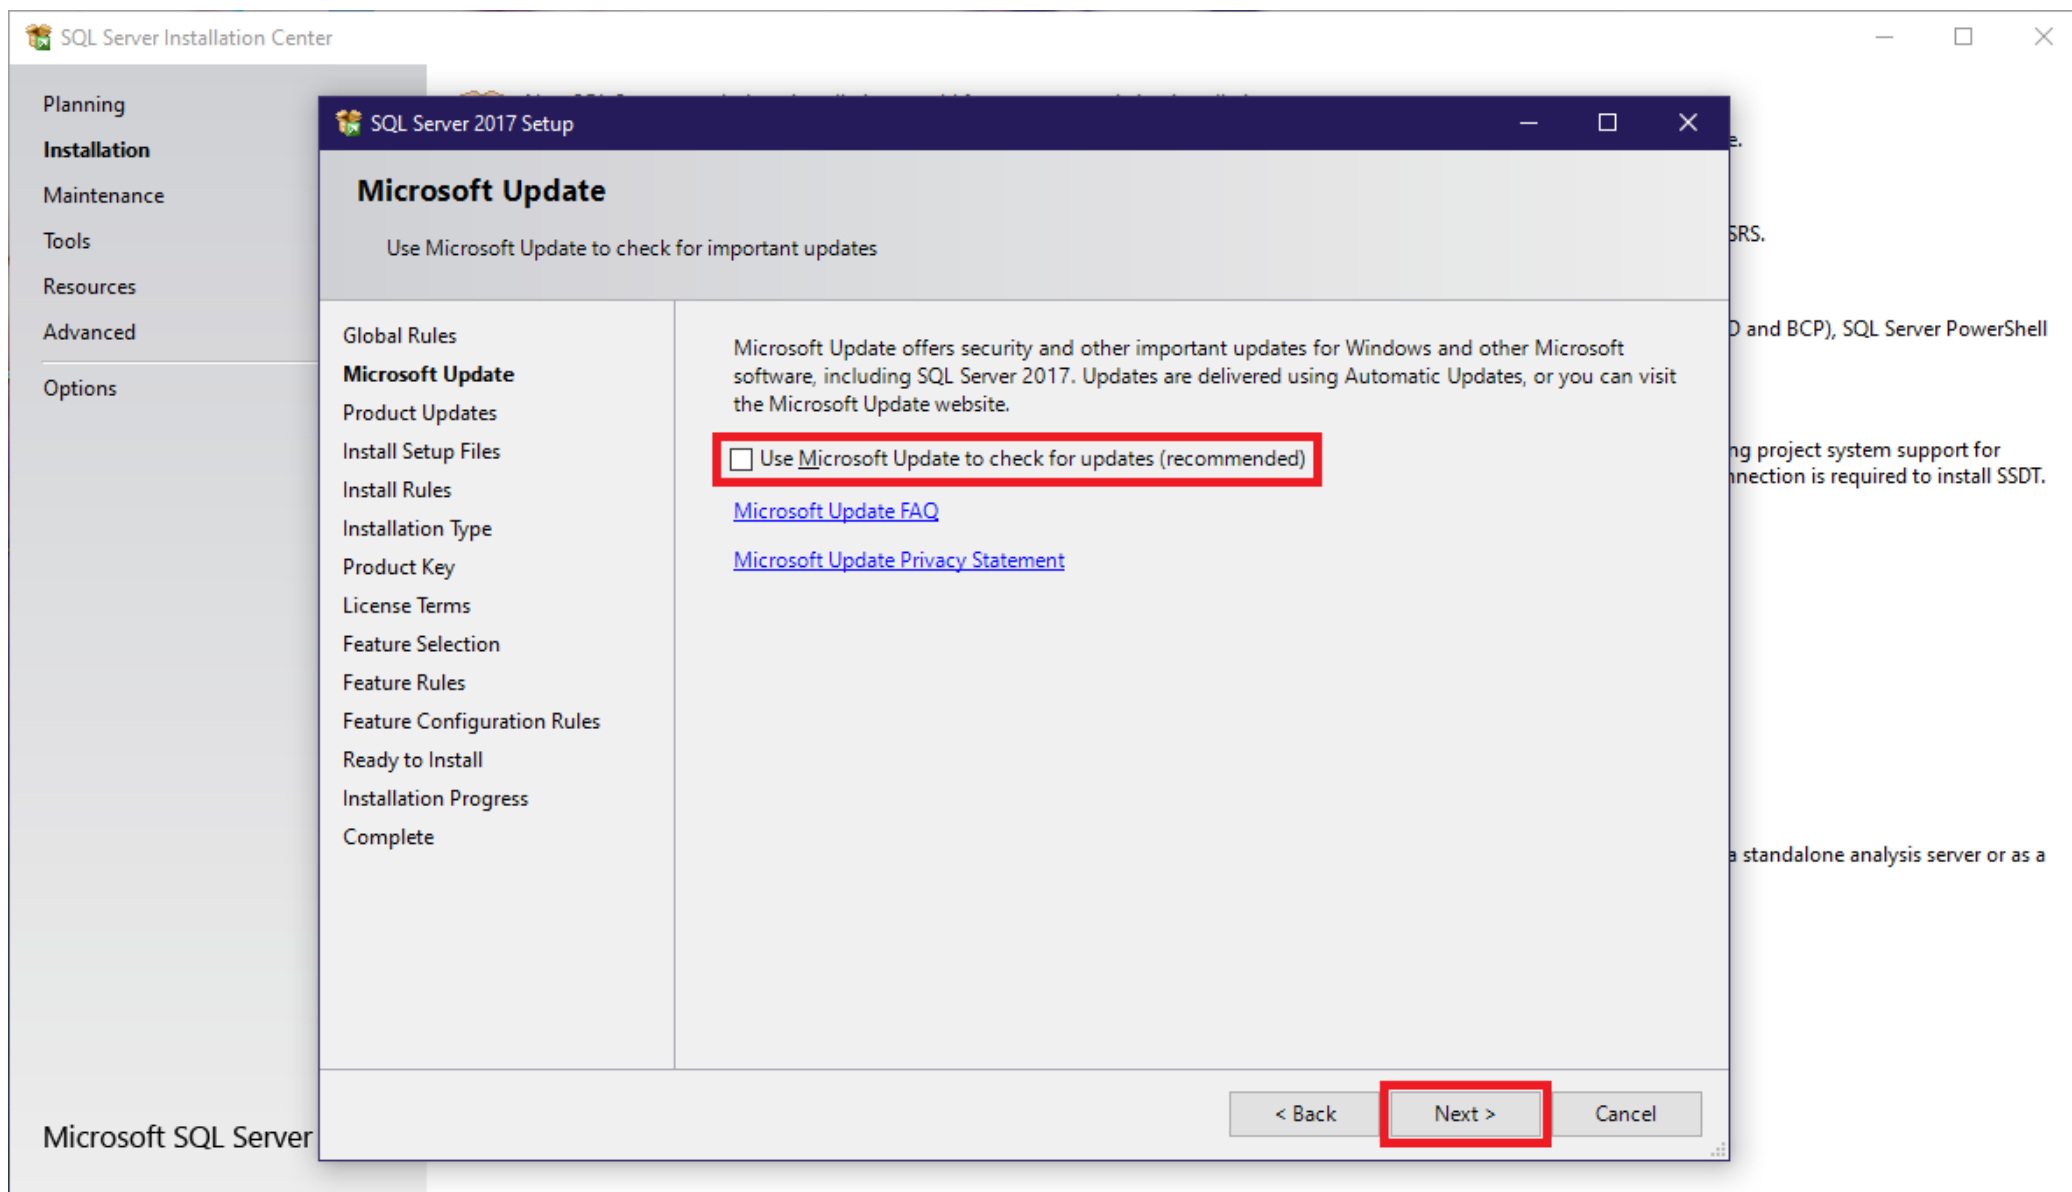 SQL Server Installation Center
Planning
Installation
Maintenance
Tools
Resources
Advanced
Options
Microsoft SQL Server
SQL Server 2017 Setup
Microsoft Update
Use Microsoft Update to check for important updates
Global Rules
Microsoft Update
Product Updates
Install Setup Files
Install Rules
Installation Type
Product Key
License Terms
Feature Selection
Feature Rules
Feature Configuration Rules
Ready to Install
Installation Progress
Complete
Microsoft Update offers security and other important updates for Windows and other Microsoft
software, including SQL Server 2017. Updates are delivered using Automatic Updates, or you can visit
the Microsoft Update website.
Use Microsoft Update to check for updates (recommended)
Microsoft Update FAQ
Microsoft Update Privacy Statement
< Back
Next >
Cancel
e.
SRS.
and BCP), SQL Server PowerShell
ng project system support for
nnection is required to install SSDT.
a standalone analysis server or as a